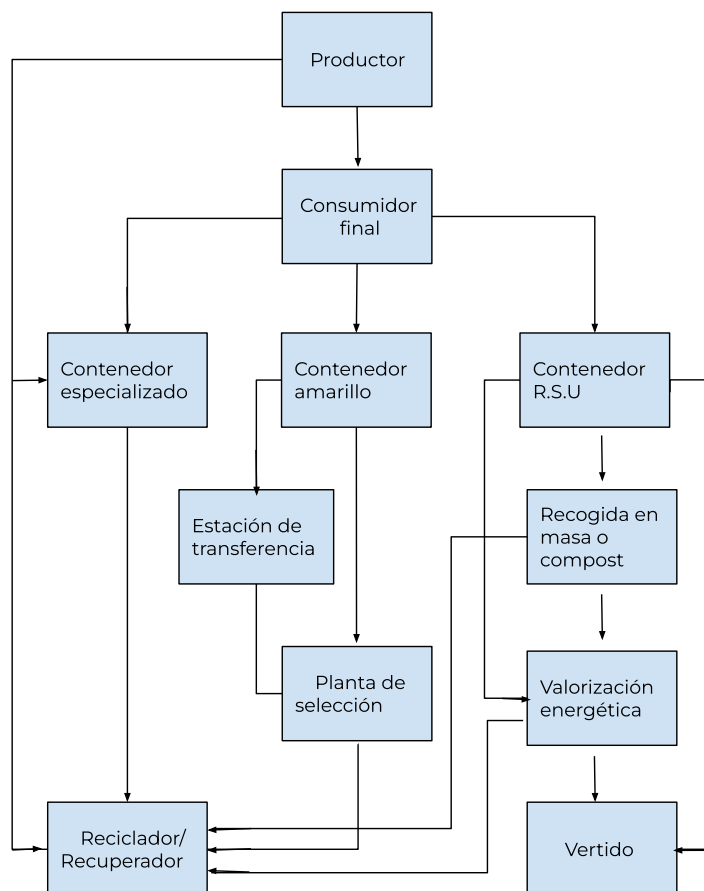 Productor
Consumidor
final
Contenedor
especializado
Contenedor
amarillo
Contenedor
R.S.U
Estación de
transferencia
Recogida en
masa o
compost
Planta de
selección
Valorización
energética
Reciclador/
Recuperador
Vertido